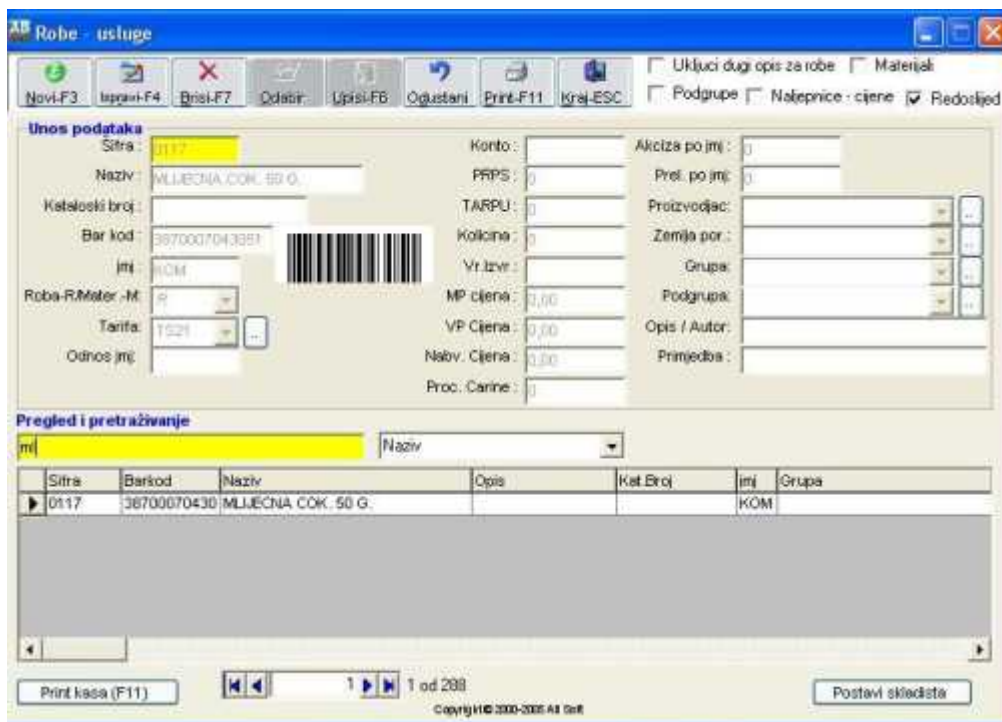 Robe - usluge
Novi-F3 Ispravi-F4 Brisi-F7 Odabir Upisi-F6 Odustani Print-F11 Kraj-ESC
Ukljuci dugi opis za robe Materijali
Podgrupe Naljepnice - cijene Redoslijed
Unos podataka
Sifra : 0117 Konto : Akciza po jmj : 0
Naziv : MLIJECNA COK. 50 G. PRPS : 0 Prel. po jmj: 0
Kataloski broj : TARPU : 0 Proizvodjac:
Bar kod : Kolicina : 0 Zemlja por. :
jmj : KOM Vr.Izvr : Grupa:
Roba-R/Mater.-M: R MP cijena : 0,00 Podgrupa:
Tarifa: TS21 .. VP Cijena : 0,00 Opis / Autor:
Odnos jmj: Nabv. Cijena : 0,00 Primjedba :
Proc. Carine : 0
Pregled i pretraživanje
ml Naziv
Sifra Barkod Naziv Opis Kat.Broj jmj Grupa
0117 38700070430 MLIJECNA COK. 50 G. KOM
Print kasa (F11) 1 1 od 288 Postavi skladista
Copyright © 2000-2005 AB Soft